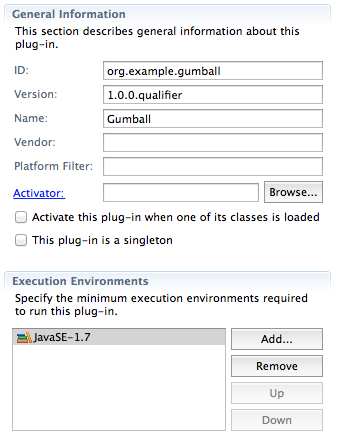 General Information
This section describes general information about this
plug-in.
ID: org.example.gumball
Version: 1.0.0.qualifier
Name: Gumball
Vendor:
Platform Filter:
Activator: Browse...
Activate this plug-in when one of its classes is loaded
This plug-in is a singleton
Execution Environments
Specify the minimum execution environments required
to run this plug-in.
JavaSE-1.7 Add...
Remove
Up
Down